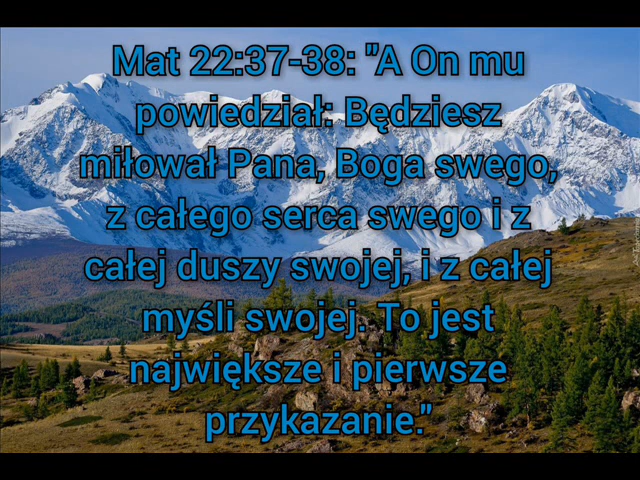 Mat 22:37-38: "A On mu
powiedział: Będziesz
miłował Pana, Boga swego,
z całego serca swego i z
całej duszy swojej, i z całej
myśli swojej. To jest
największe i pierwsze
przykazanie."